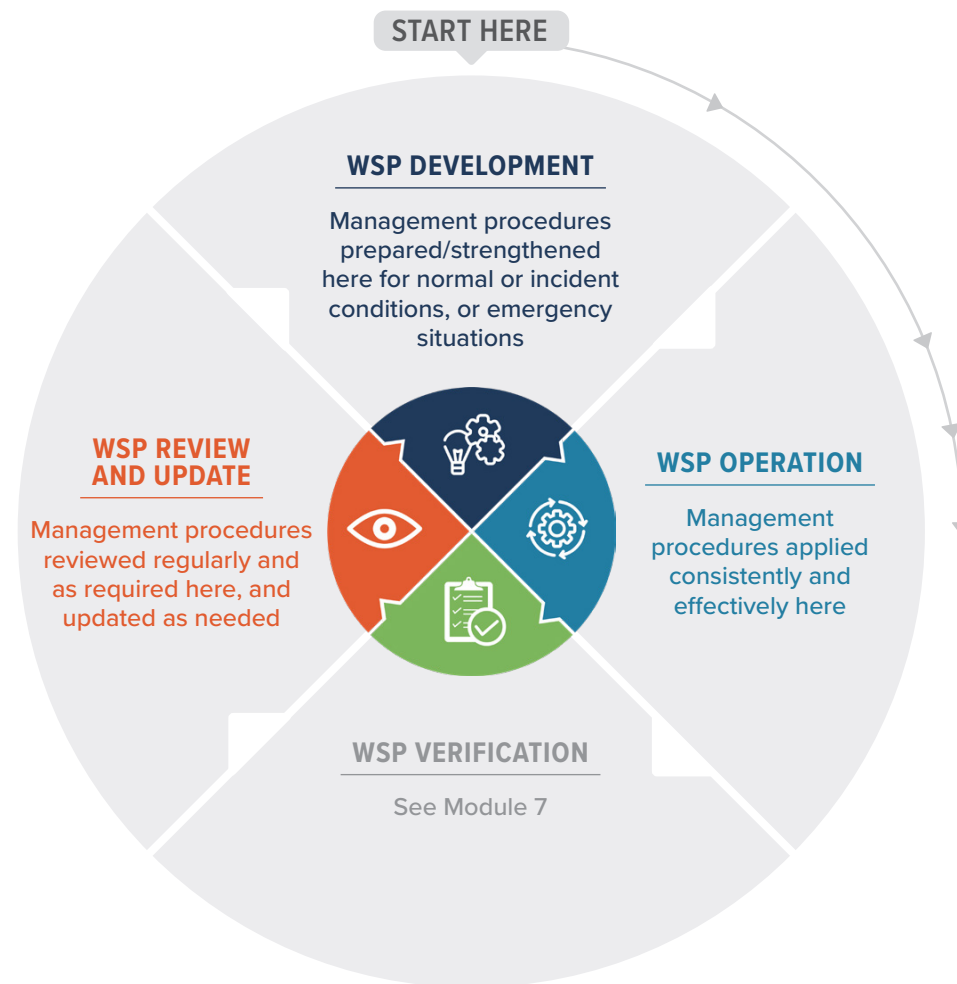 START HERE
WSP DEVELOPMENT
Management procedures
prepared/strengthened
here for normal or incident
conditions, or emergency
situations
WSP OPERATION
Management
procedures applied
consistently and
effectively here
WSP VERIFICATION
See Module 7
WSP REVIEW
AND UPDATE
Management procedures
reviewed regularly and
as required here, and
updated as needed